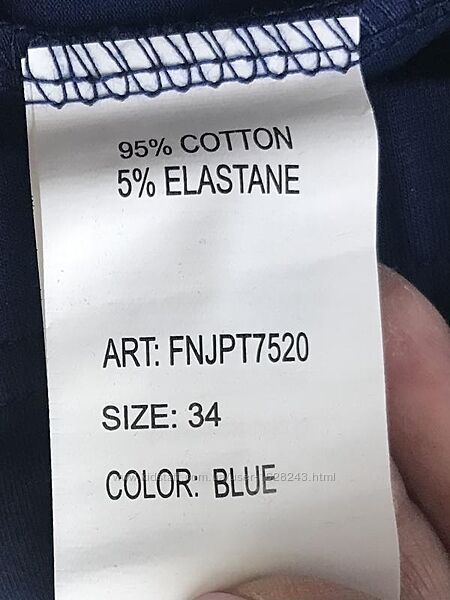 95% COTTON
5% ELASTANE
ART: FNJPT7520
SIZE: 34
COLOR: BLUE